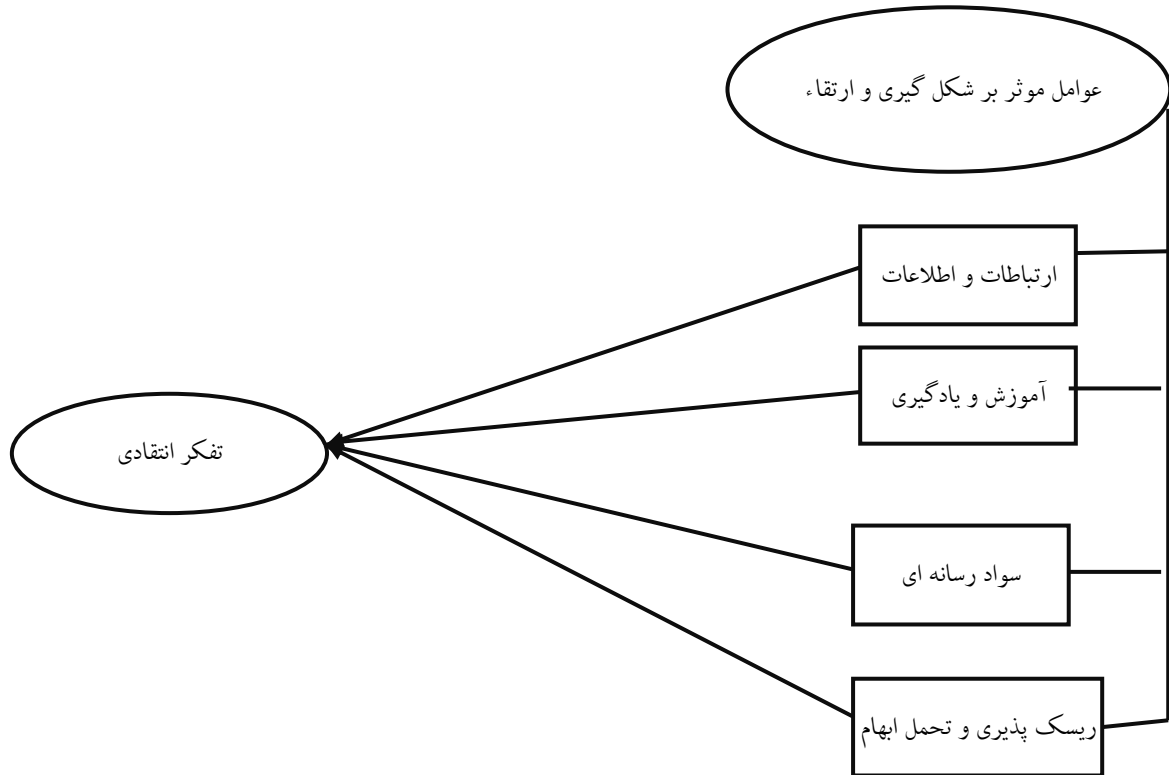 عوامل موثر بر شکل گیری و ارتقاء
ارتباطات و اطلاعات
آموزش و یادگیری
تفکر انتقادی
سواد رسانه ای
ریسک پذیری و تحمل ابهام